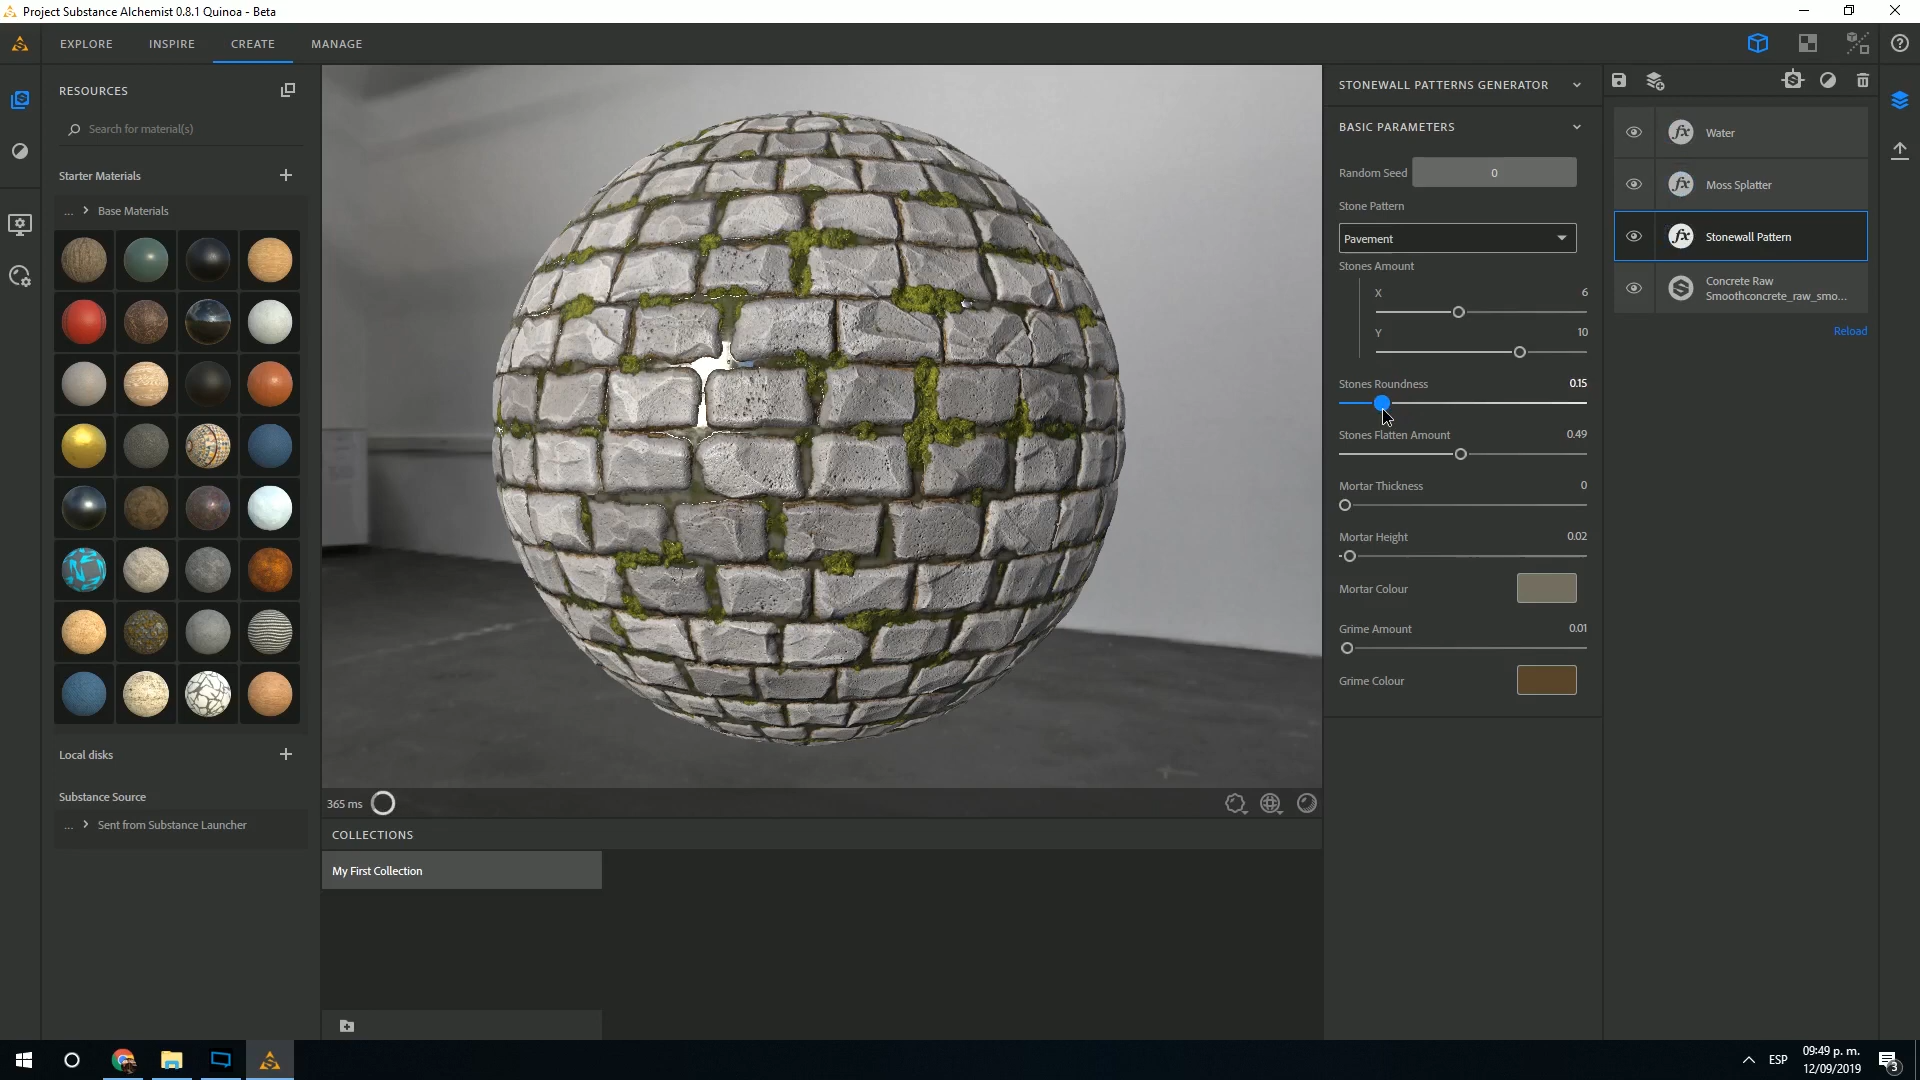 Project Substance Alchemist 0.8.1 Quinoa - Beta
EXPLORE
INSPIRE
CREATE
MANAGE
RESOURCES
Search for material(s)
Starter Materials
... > Base Materials
Local disks
Substance Source
... > Sent from Substance Launcher
365 ms
COLLECTIONS
My First Collection
STONEWALL PATTERNS GENERATOR
BASIC PARAMETERS
Random Seed 0
Stone Pattern
Pavement
Stones Amount
X 6
Y 10
Stones Roundness 0.15
Stones Flatten Amount 0.49
Mortar Thickness 0
Mortar Height 0.02
Mortar Colour
Grime Amount 0.01
Grime Colour
fx Water
fx Moss Splatter
fx Stonewall Pattern
Concrete Raw
Smoothconcrete_raw_smo...
Reload
ESP
09:49 p. m.
12/09/2019
3